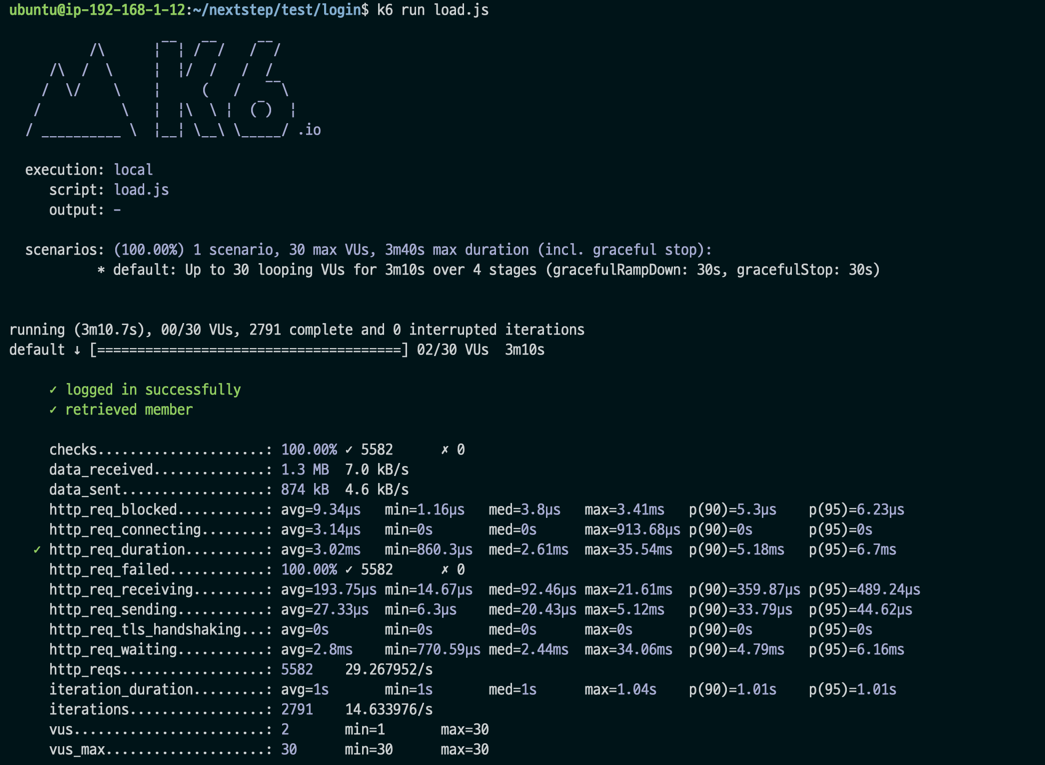 ubuntu@ip-192-168-1-12:~/nextstep/test/login$ k6 run load.js
K6
.io
execution: local
script: load.js
output: -
scenarios: (100.00%) 1 scenario, 30 max VUs, 3m40s max duration (incl. graceful stop):
* default: Up to 30 looping VUs for 3m10s over 4 stages (gracefulRampDown: 30s, gracefulStop: 30s)
running (3m10.7s), 00/30 VUs, 2791 complete and 0 interrupted iterations
default ↓ [======================================] 02/30 VUs  3m10s
✓ logged in successfully
✓ retrieved member
checks.....................: 100.00% ✓ 5582      ✗ 0
data_received..............: 1.3 MB  7.0 kB/s
data_sent..................: 874 kB  4.6 kB/s
http_req_blocked...........: avg=9.34µs   min=1.16µs   med=3.8µs   max=3.41ms   p(90)=5.3µs    p(95)=6.23µs
http_req_connecting........: avg=3.14µs   min=0s       med=0s      max=913.68µs p(90)=0s       p(95)=0s
✓ http_req_duration..........: avg=3.02ms   min=860.3µs  med=2.61ms  max=35.54ms  p(90)=5.18ms   p(95)=6.7ms
http_req_failed............: 100.00% ✓ 5582      ✗ 0
http_req_receiving.........: avg=193.75µs min=14.67µs  med=92.46µs max=21.61ms  p(90)=359.87µs p(95)=489.24µs
http_req_sending...........: avg=27.33µs  min=6.3µs    med=20.43µs max=5.12ms   p(90)=33.79µs  p(95)=44.62µs
http_req_tls_handshaking...: avg=0s       min=0s       med=0s      max=0s       p(90)=0s       p(95)=0s
http_req_waiting...........: avg=2.8ms    min=770.59µs med=2.44ms  max=34.06ms  p(90)=4.79ms   p(95)=6.16ms
http_reqs..................: 5582    29.267952/s
iteration_duration.........: avg=1s       min=1s       med=1s      max=1.04s    p(90)=1.01s    p(95)=1.01s
iterations.................: 2791    14.633976/s
vus........................: 2       min=1       max=30
vus_max....................: 30      min=30      max=30